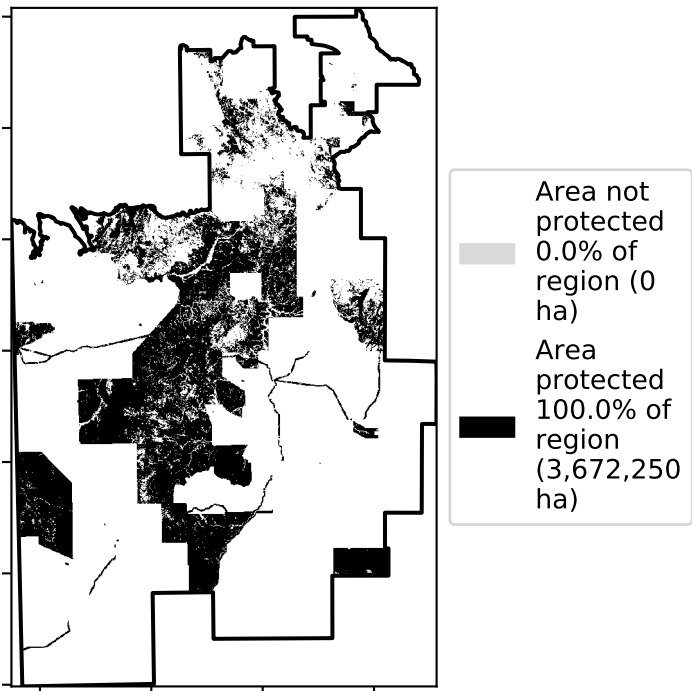 Area not
protected
0.0% of
region (0
ha)
Area
protected
100.0% of
region
(3,672,250
ha)